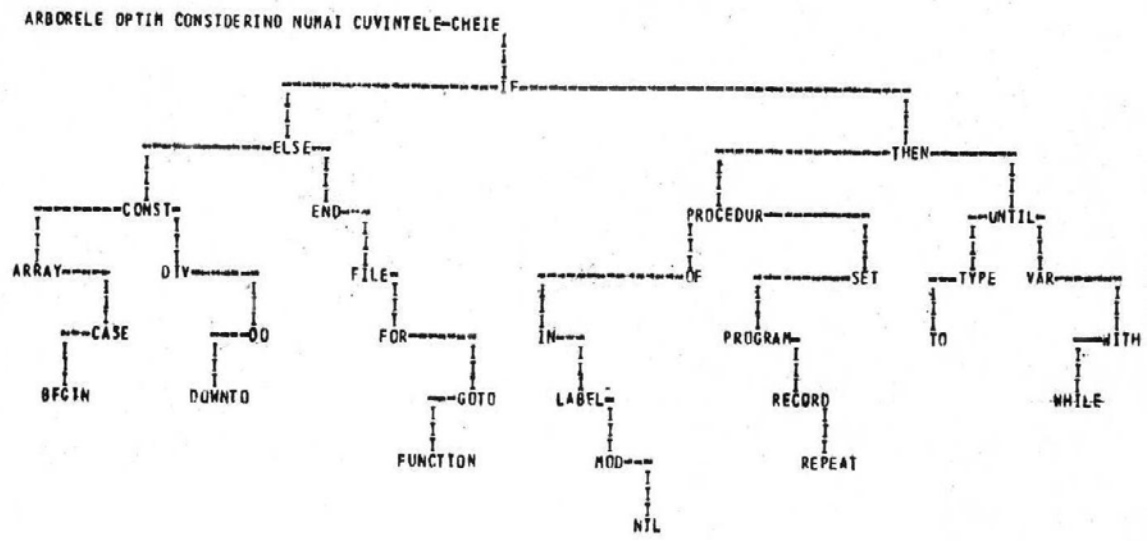 ARBORELE OPTIM CONSIDERIND NUMAI CUVINTELE-CHEIE
IF
ELSE THEN
CONST END PROCEDUR UNTIL
ARRAY DIV FILE OF SET TYPE VAR
CASE DO FOR IN PROGRAM TO WITH
BEGIN DOWNTO GOTO LABEL RECORD WHILE
FUNCTION MOD REPEAT
NIL